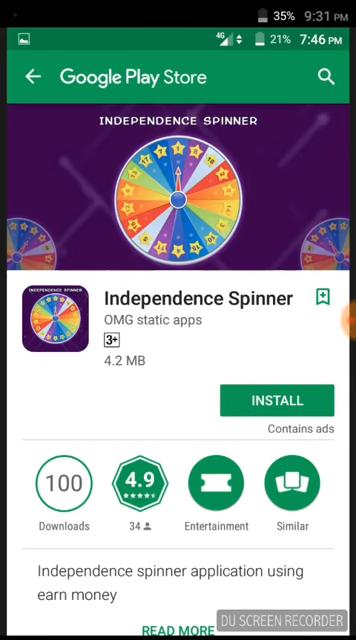 35% 9:31 PM
4G 21% 7:46 PM
Google Play Store
INDEPENDENCE SPINNER
INDEPENDENCE SPINNER
Independence Spinner
OMG static apps
3+
4.2 MB
INSTALL
Contains ads
100
4.9
Downloads
34
Entertainment
Similar
Independence spinner application using
earn money
READ MORE
DU SCREEN RECORDER